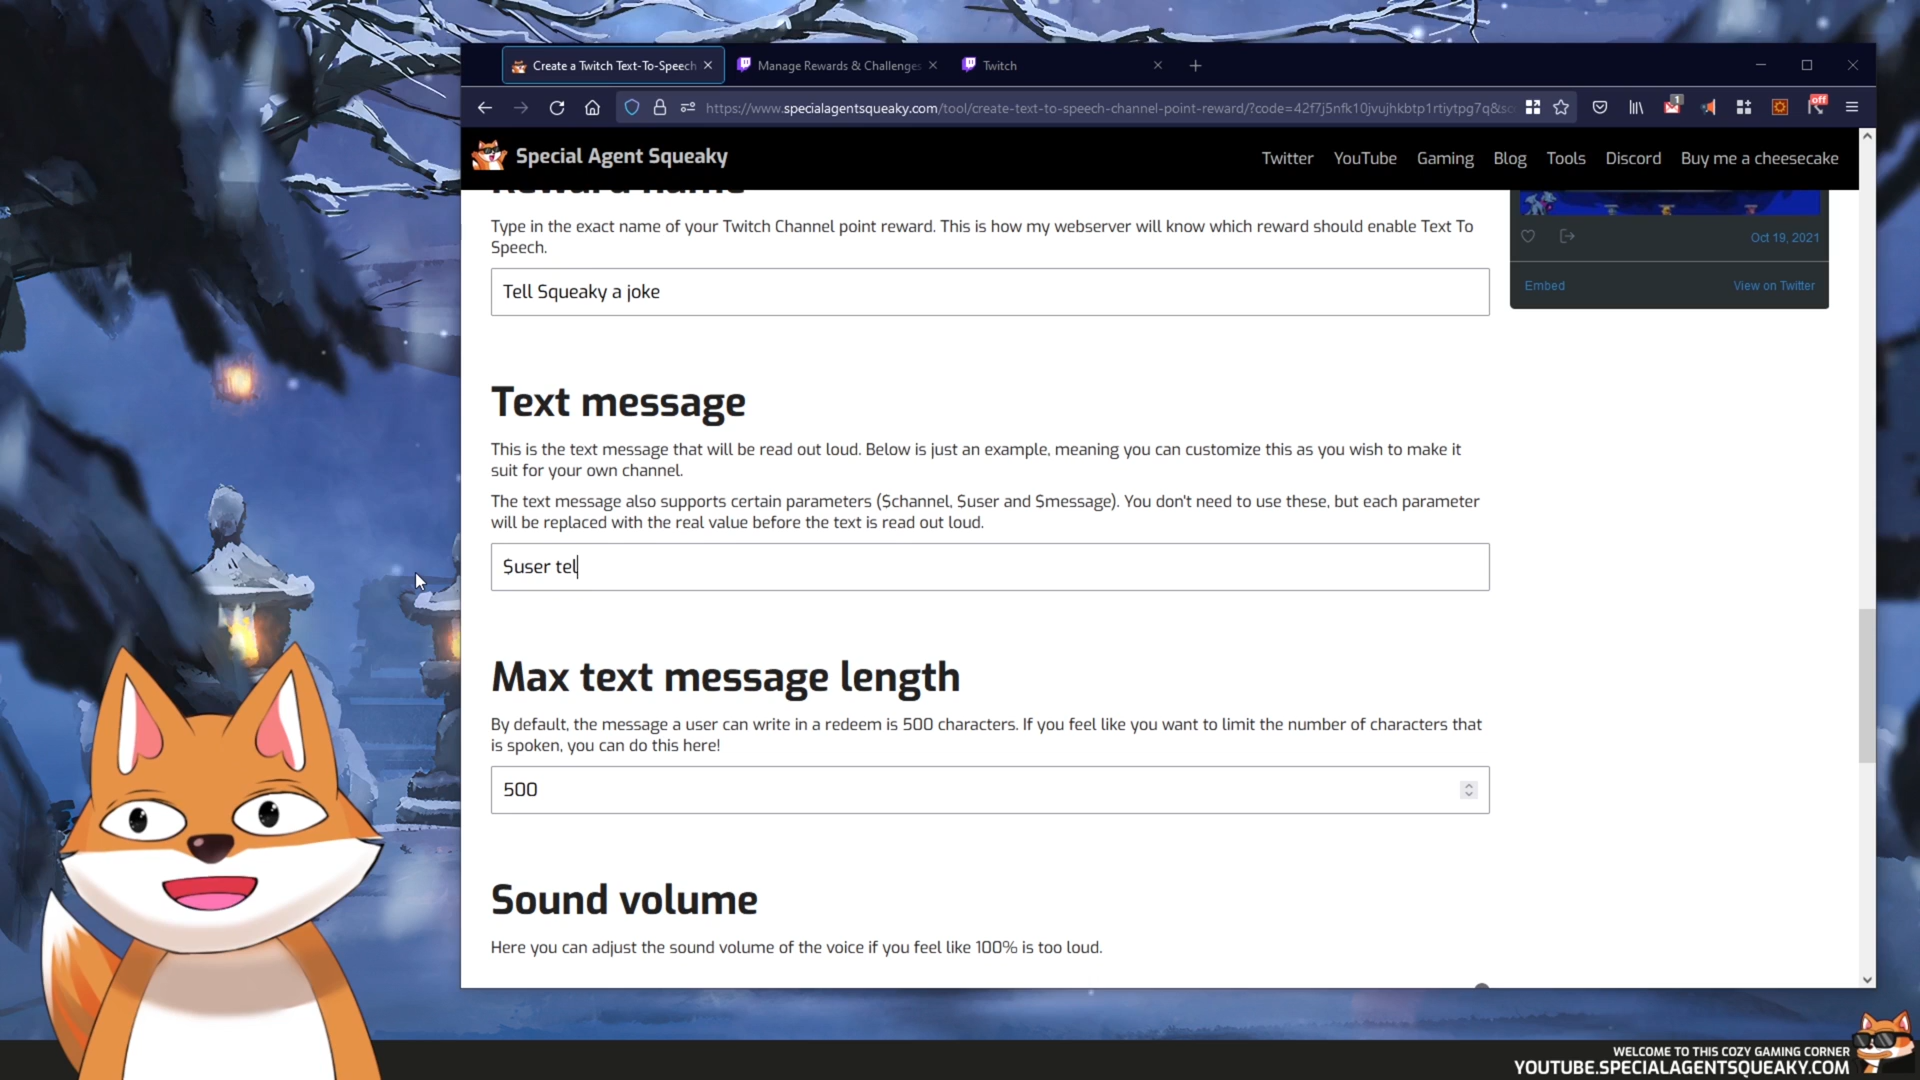 Create a Twitch Text-To-Speech
Manage Rewards & Challenges
Twitch
https://www.specialagentsqueaky.com/tool/create-text-to-speech-channel-point-reward/?code=42f7j5nfk10jvujhkbtp1rtiytpg7q&sc
1
off
Special Agent Squeaky
Twitter
YouTube
Gaming
Blog
Tools
Discord
Buy me a cheesecake
Reward name
Type in the exact name of your Twitch Channel point reward. This is how my webserver will know which reward should enable Text To
Speech.
Tell Squeaky a joke
Oct 19, 2021
Embed
View on Twitter
Text message
This is the text message that will be read out loud. Below is just an example, meaning you can customize this as you wish to make it
suit for your own channel.
The text message also supports certain parameters ($channel, $user and $message). You don't need to use these, but each parameter
will be replaced with the real value before the text is read out loud.
$user tel
Max text message length
By default, the message a user can write in a redeem is 500 characters. If you feel like you want to limit the number of characters that
is spoken, you can do this here!
500
Sound volume
Here you can adjust the sound volume of the voice if you feel like 100% is too loud.
WELCOME TO THIS COZY GAMING CORNER
YOUTUBE.SPECIALAGENTSQUEAKY.COM